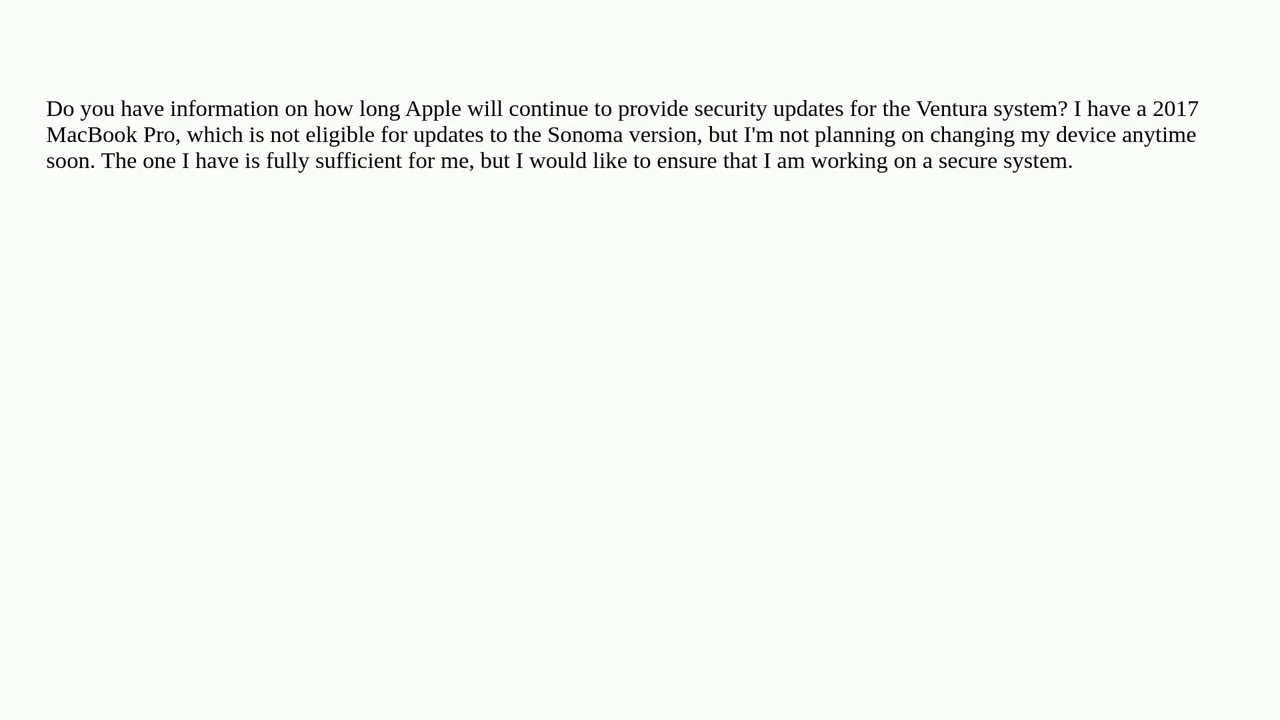 Do you have information on how long Apple will continue to provide security updates for the Ventura system? I have a 2017
MacBook Pro, which is not eligible for updates to the Sonoma version, but I'm not planning on changing my device anytime
soon. The one I have is fully sufficient for me, but I would like to ensure that I am working on a secure system.